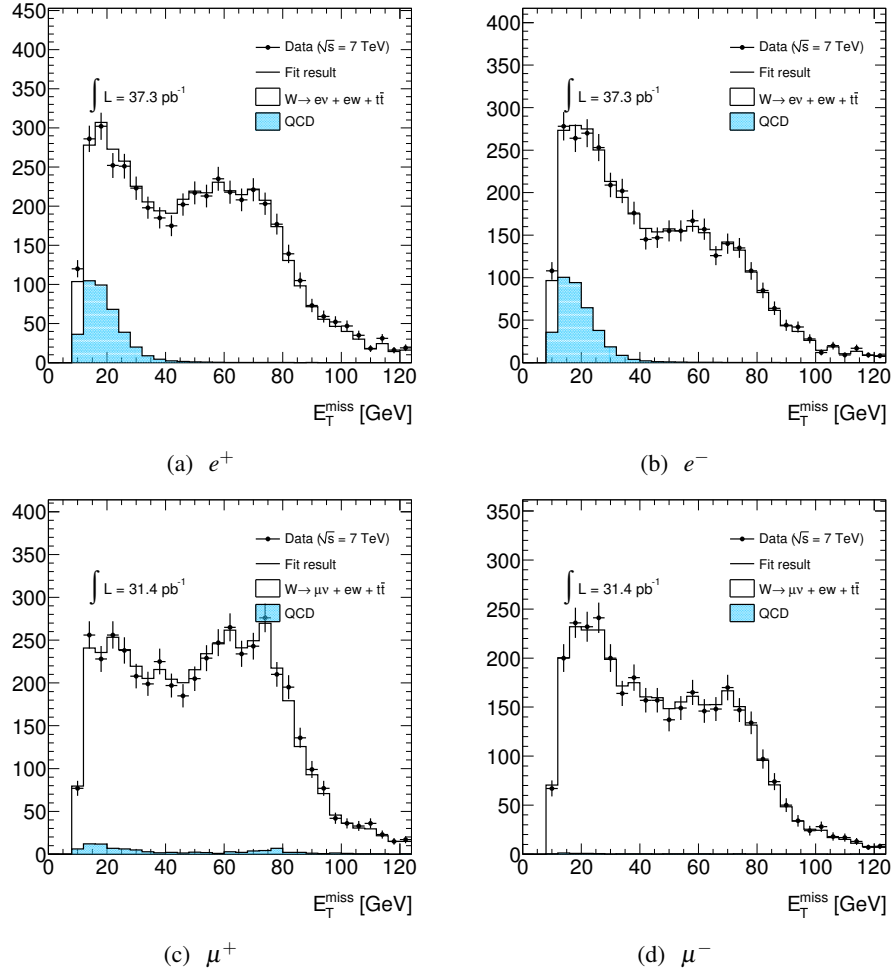 450
400
350
300
250
200
150
100
50
0
0 20 40 60 80 100 120
Data (√s = 7 TeV)
Fit result
W→ eν + ew + tt̄
QCD
∫ L = 37.3 pb⁻¹
E_T^miss [GeV]
(a) e⁺
400
350
300
250
200
150
100
50
0
0 20 40 60 80 100 120
Data (√s = 7 TeV)
Fit result
W→ eν + ew + tt̄
QCD
∫ L = 37.3 pb⁻¹
E_T^miss [GeV]
(b) e⁻
400
350
300
250
200
150
100
50
0
0 20 40 60 80 100 120
Data (√s = 7 TeV)
Fit result
W→ μν + ew + tt̄
QCD
∫ L = 31.4 pb⁻¹
E_T^miss [GeV]
(c) μ⁺
350
300
250
200
150
100
50
0
0 20 40 60 80 100 120
Data (√s = 7 TeV)
Fit result
W→ μν + ew + tt̄
QCD
∫ L = 31.4 pb⁻¹
E_T^miss [GeV]
(d) μ⁻